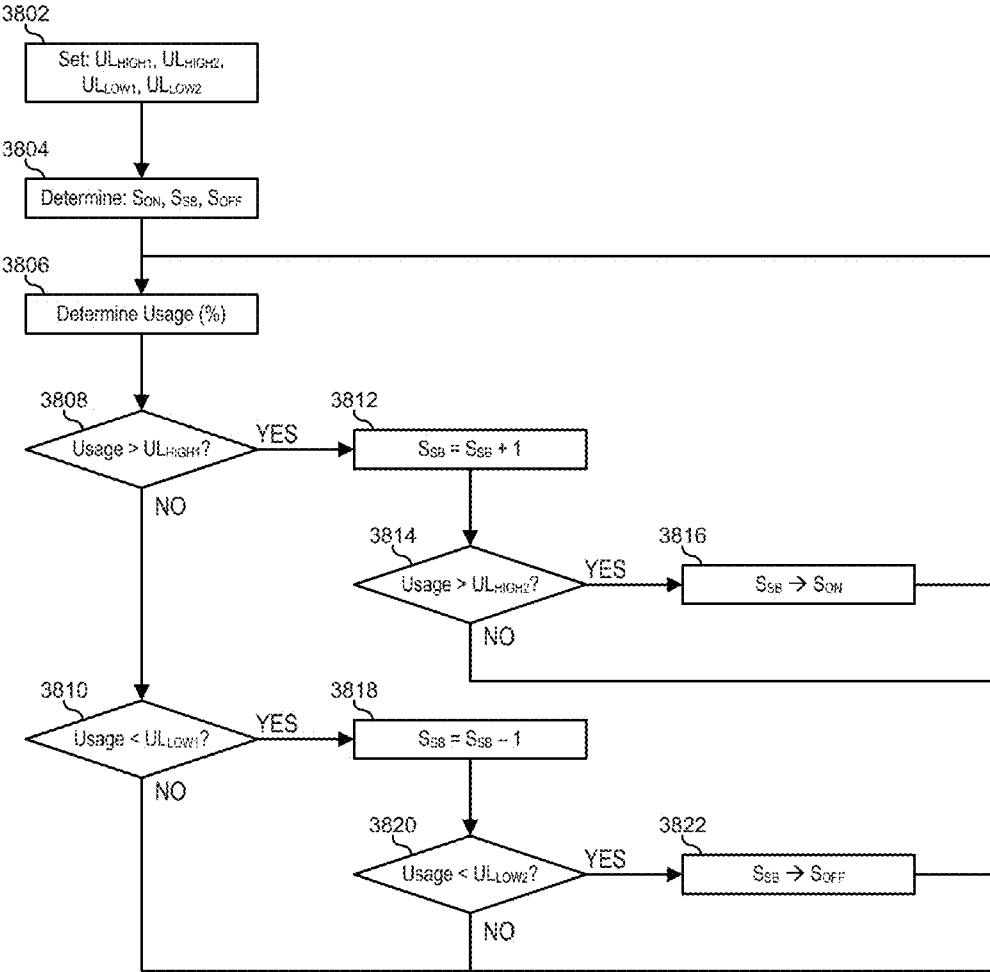 3802
Set: UL_HIGH1, UL_HIGH2,
UL_LOW1, UL_LOW2
3804
Determine: S_ON, S_SB, S_OFF
3806
Determine Usage (%)
3808
Usage > UL_HIGH1?
YES
NO
3812
S_SB = S_SB + 1
3814
Usage > UL_HIGH2?
YES
NO
3816
S_SB → S_ON
3810
Usage < UL_LOW1?
YES
NO
3818
S_SB = S_SB – 1
3820
Usage < UL_LOW2?
YES
NO
3822
S_SB → S_OFF